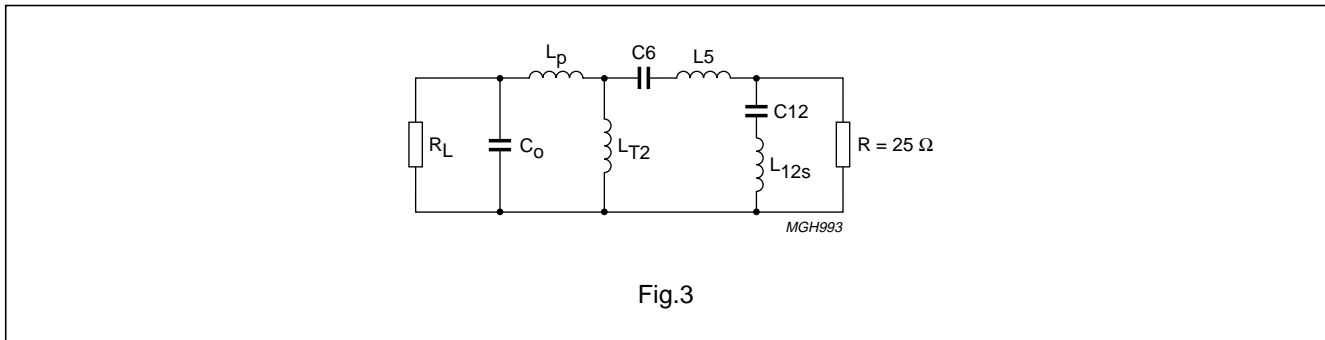 Lp
C6
L5
C12
RL
Co
LT2
L12s
R = 25 Ω
MGH993
Fig.3